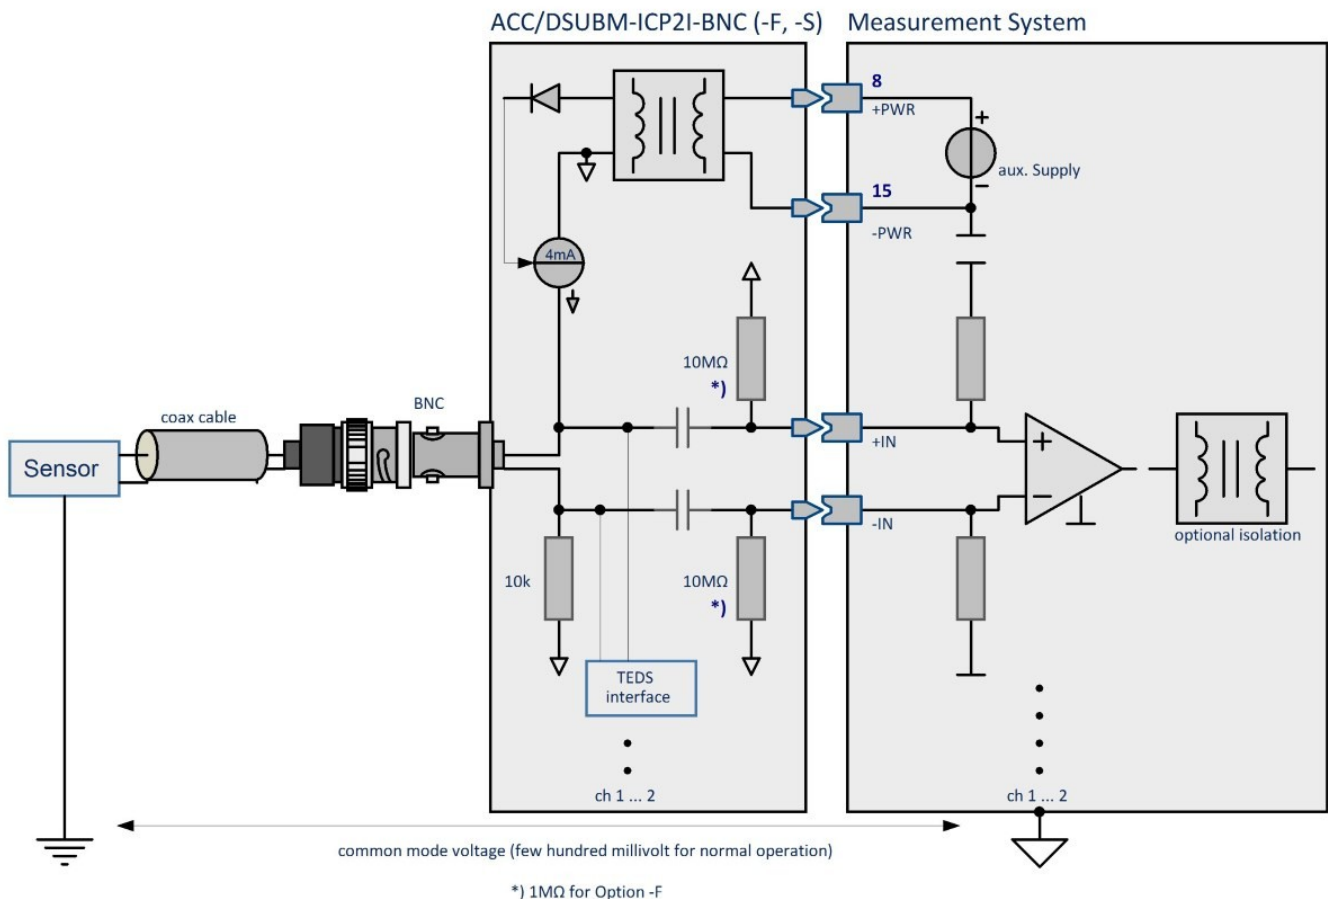 ACC/DSUBM-ICP2I-BNC (-F, -S)
Measurement System
8
+PWR
+
aux. Supply
−
15
-PWR
4mA
10MΩ
*)
coax cable
BNC
Sensor
+IN
+
−
-IN
optional isolation
10k
10MΩ
*)
TEDS
interface
ch 1 ... 2
ch 1 ... 2
common mode voltage (few hundred millivolt for normal operation)
*) 1MΩ for Option -F